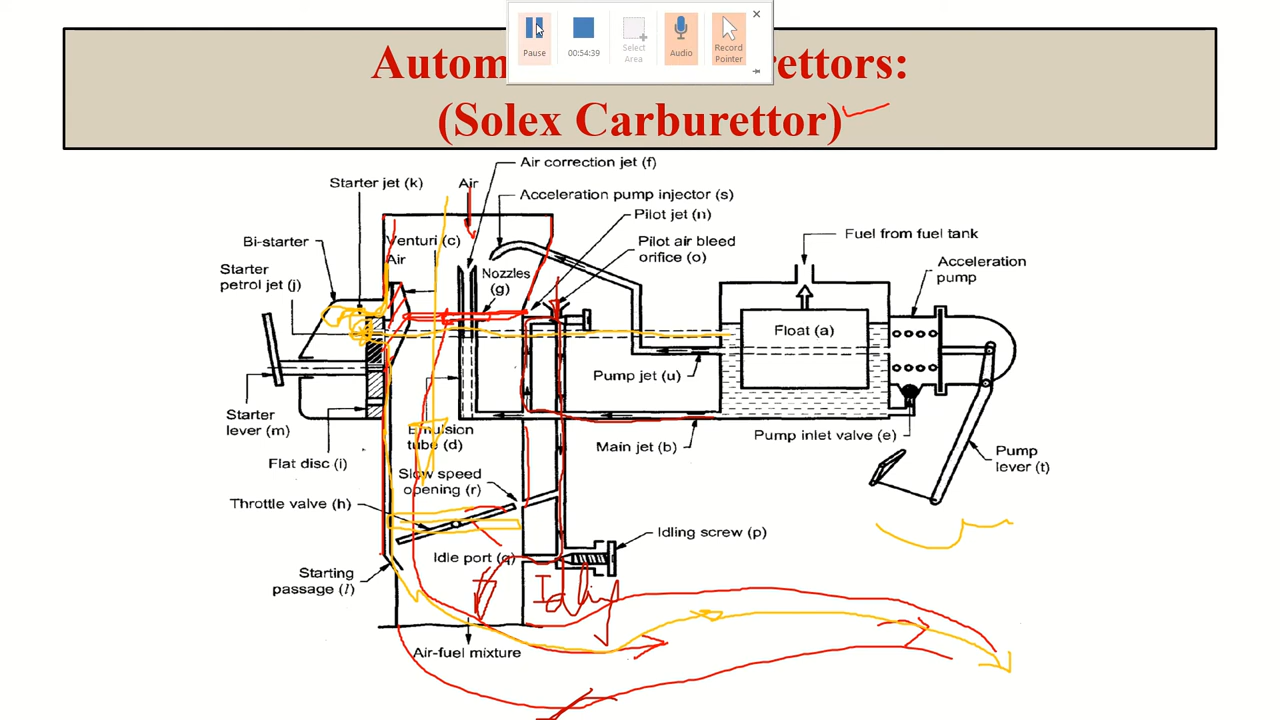 Pause
00:54:39
Select
Area
Audio
Record
Pointer
Autom rettors:
(Solex Carburettor)
Air correction jet (f)
Starter jet (k)
Air
Acceleration pump injector (s)
Pilot jet (n)
Fuel from fuel tank
Bi-starter
Venturi (c)
Pilot air bleed
orifice (o)
Air
Acceleration
pump
Starter
petrol jet (j)
Nozzles
(g)
Float (a)
Pump jet (u)
Starter
lever (m)
Emulsion
tube (d)
Main jet (b)
Pump inlet valve (e)
Flat disc (i)
Pump
lever (t)
Slow speed
opening (r)
Throttle valve (h)
Idling screw (p)
Idle port (q)
Starting
passage (l)
Idling
Air-fuel mixture